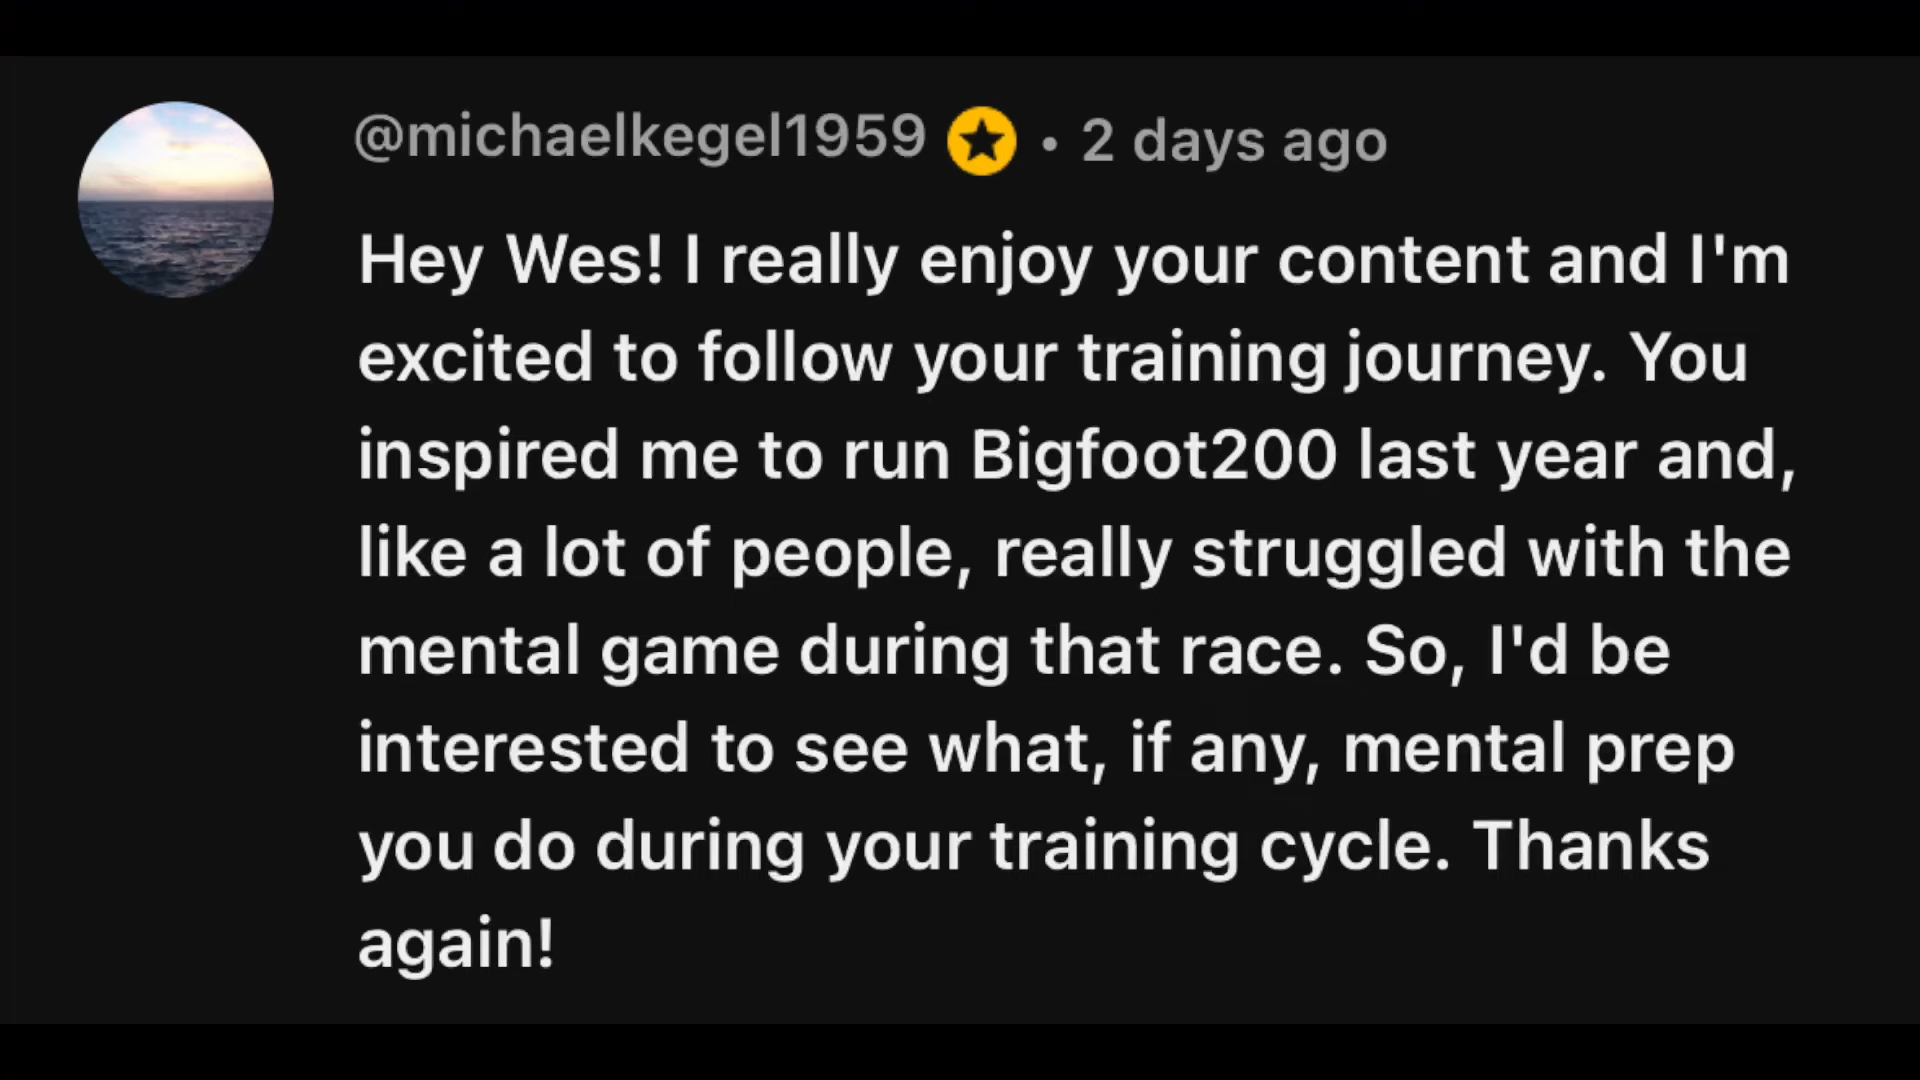 @michaelkegel1959 • 2 days ago
Hey Wes! I really enjoy your content and I'm
excited to follow your training journey. You
inspired me to run Bigfoot200 last year and,
like a lot of people, really struggled with the
mental game during that race. So, I'd be
interested to see what, if any, mental prep
you do during your training cycle. Thanks
again!